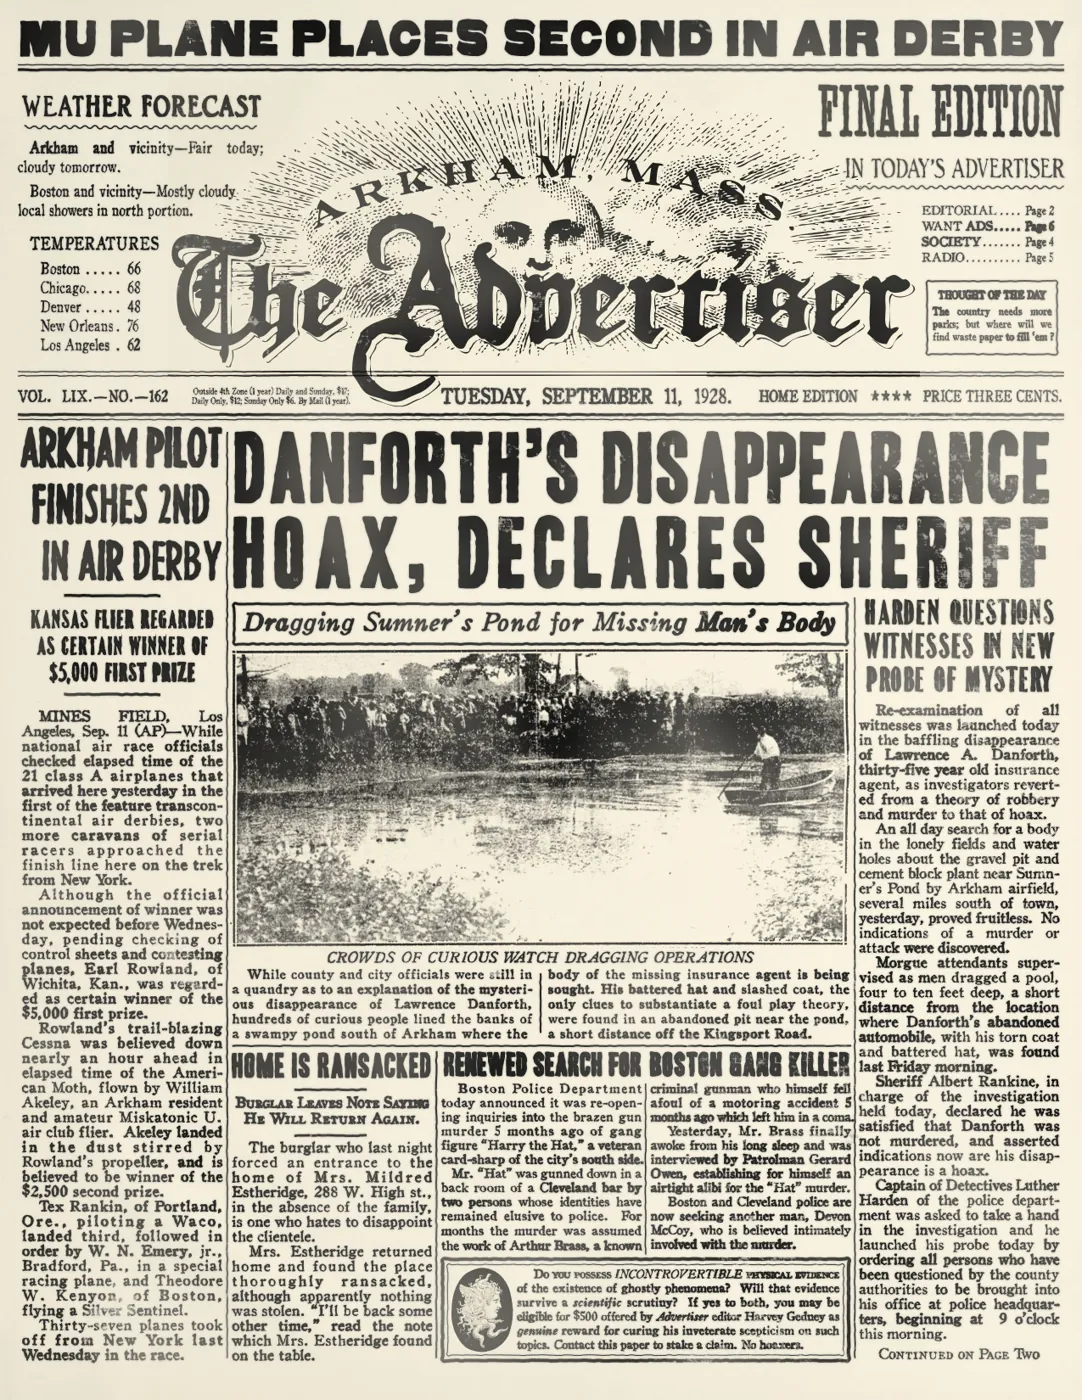 MU PLANE PLACES SECOND IN AIR DERBY
WEATHER FORECAST
Arkham and vicinity—Fair today;
cloudy tomorrow.
Boston and vicinity—Mostly cloudy
local showers in north portion.
TEMPERATURES
Boston ..... 66
Chicago..... 68
Denver ..... 48
New Orleans . 76
Los Angeles . 62
ARKHAM, MASS.
The Advertiser
FINAL EDITION
IN TODAY'S ADVERTISER
EDITORIAL.... Page 2
WANT ADS..... Page 6
SOCIETY....... Page 4
RADIO.......... Page 5
THOUGHT OF THE DAY
The country needs more
parks; but where will we
find waste paper to fill 'em?
VOL. LIX.—NO.—162
Outside 4th Zone (1 year) Daily and Sunday, $17;
Daily Only, $12; Sunday Only $6. By Mail (1 year).
TUESDAY, SEPTEMBER 11, 1928.
HOME EDITION ★★★★ PRICE THREE CENTS.
ARKHAM PILOT
FINISHES 2ND
IN AIR DERBY
KANSAS FLIER REGARDED
AS CERTAIN WINNER OF
$5,000 FIRST PRIZE
MINES FIELD, Los
Angeles, Sep. 11 (AP)—While
national air race officials
checked elapsed time of the
21 class A airplanes that
arrived here yesterday in the
first of the feature transcon-
tinental air derbies, two
more caravans of serial
racers approached the
finish line here on the trek
from New York.
Although the official
announcement of winner was
not expected before Wednes-
day, pending checking of
control sheets and contesting
planes, Earl Rowland, of
Wichita, Kan., was regard-
ed as certain winner of the
$5,000 first prize.
Rowland's trail-blazing
Cessna was believed down
nearly an hour ahead in
elapsed time of the Ameri-
can Moth, flown by William
Akeley, an Arkham resident
and amateur Miskatonic U.
air club flier. Akeley landed
in the dust stirred by
Rowland's propeller, and is
believed to be winner of the
$2,500 second prize.
Tex Rankin, of Portland,
Ore., piloting a Waco,
landed third, followed in
order by W. N. Emery, jr.,
Bradford, Pa., in a special
racing plane, and Theodore
W. Kenyon, of Boston,
flying a Silver Sentinel.
Thirty-seven planes took
off from New York last
Wednesday in the race.
DANFORTH'S DISAPPEARANCE
HOAX, DECLARES SHERIFF
Dragging Sumner's Pond for Missing Man's Body
CROWDS OF CURIOUS WATCH DRAGGING OPERATIONS
While county and city officials were still in
a quandry as to an explanation of the mysteri-
ous disappearance of Lawrence Danforth,
hundreds of curious people lined the banks of
a swampy pond south of Arkham where the
body of the missing insurance agent is being
sought. His battered hat and slashed coat, the
only clues to substantiate a foul play theory,
were found in an abandoned pit near the pond,
a short distance off the Kingsport Road.
HOME IS RANSACKED
BURGLAR LEAVES NOTE SAYING
HE WILL RETURN AGAIN.
The burglar who last night
forced an entrance to the
home of Mrs. Mildred
Estheridge, 288 W. High st.,
in the absence of the family,
is one who hates to disappoint
the clientele.
Mrs. Estheridge returned
home and found the place
thoroughly ransacked,
although apparently nothing
was stolen. "I'll be back some
other time," read the note
which Mrs. Estheridge found
on the table.
RENEWED SEARCH FOR BOSTON GANG KILLER
Boston Police Department
today announced it was re-open-
ing inquiries into the brazen gun
murder 5 months ago of gang
figure "Harry the Hat," a veteran
card-sharp of the city's south side.
Mr. "Hat" was gunned down in a
back room of a Cleveland bar by
two persons whose identities have
remained elusive to police. For
months the murder was assumed
the work of Arthur Brass, a known
criminal gunman who himself fell
afoul of a motoring accident 5
months ago which left him in a coma.
Yesterday, Mr. Brass finally
awoke from his long sleep and was
interviewed by Patrolman Gerard
Owen, establishing for himself an
airtight alibi for the "Hat" murder.
Boston and Cleveland police are
now seeking another man, Devon
McCoy, who is believed intimately
involved with the murder.
DO YOU POSSESS INCONTROVERTIBLE PHYSICAL EVIDENCE
of the existence of ghostly phenomena? Will that evidence
survive a scientific scrutiny? If yes to both, you may be
eligible for $500 offered by Advertiser editor Harvey Gedney as
genuine reward for curing his inveterate scepticism on such
topics. Contact this paper to stake a claim. No hoaxers.
HARDEN QUESTIONS
WITNESSES IN NEW
PROBE OF MYSTERY
Re-examination of all
witnesses was launched today
in the baffling disappearance
of Lawrence A. Danforth,
thirty-five year old insurance
agent, as investigators revert-
ed from a theory of robbery
and murder to that of hoax.
An all day search for a body
in the lonely fields and water
holes about the gravel pit and
cement block plant near Sumn-
er's Pond by Arkham airfield,
several miles south of town,
yesterday, proved fruitless. No
indications of a murder or
attack were discovered.
Morgue attendants super-
vised as men dragged a pool,
four to ten feet deep, a short
distance from the location
where Danforth's abandoned
automobile, with his torn coat
and battered hat, was found
last Friday morning.
Sheriff Albert Rankine, in
charge of the investigation
held today, declared he was
satisfied that Danforth was
not murdered, and asserted
indications now are his disap-
pearance is a hoax.
Captain of Detectives Luther
Harden of the police depart-
ment was asked to take a hand
in the investigation and he
launched his probe today by
ordering all persons who have
been questioned by the county
authorities to be brought into
his office at police headquar-
ters, beginning at 9 o'clock
this morning.
CONTINUED ON PAGE TWO